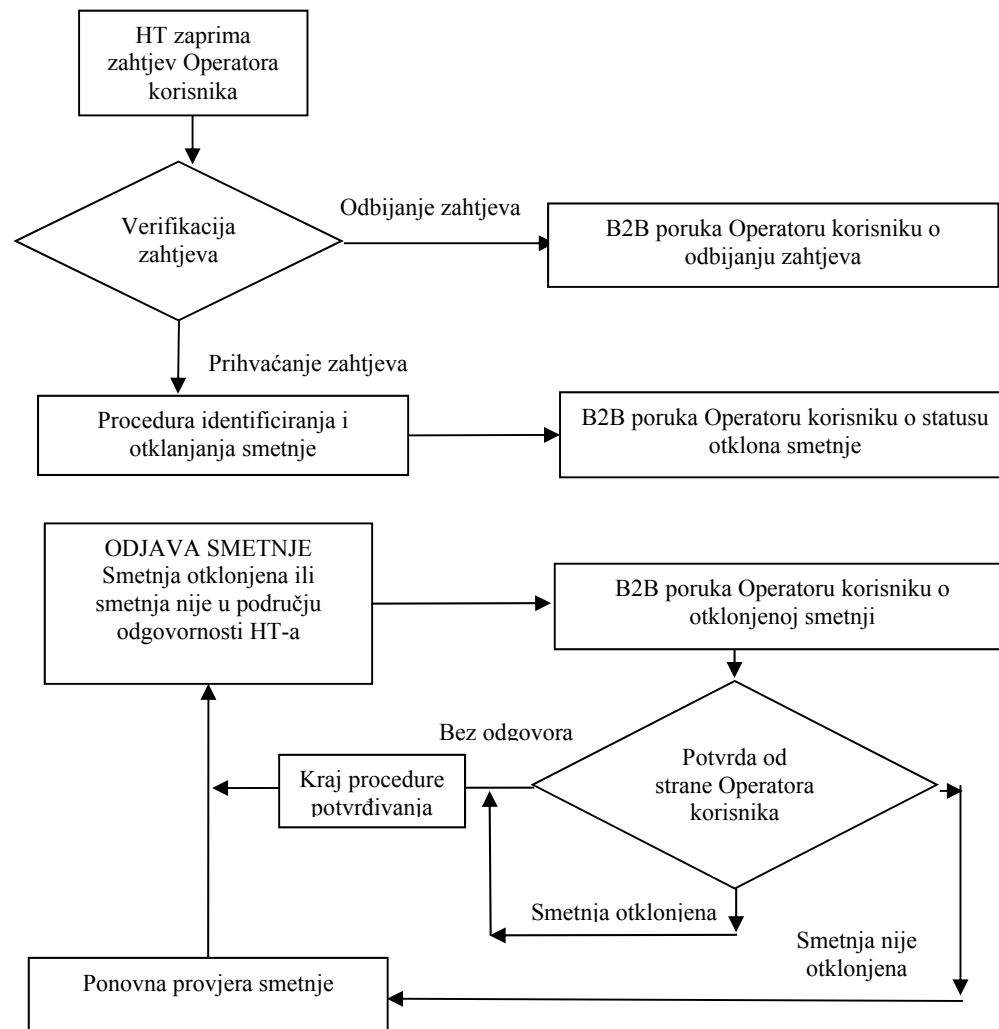 HT zaprima
zahtjev Operatora
korisnika
Verifikacija
zahtjeva
Odbijanje zahtjeva
B2B poruka Operatoru korisniku o
odbijanju zahtjeva
Prihvaćanje zahtjeva
Procedura identificiranja i
otklanjanje smetnje
B2B poruka Operatoru korisniku o statusu
otklona smetnje
ODJAVA SMETNJE
Smetnja otklonjena ili
smetnja nije u području
odgovornosti HT-a
B2B poruka Operatoru korisniku o
otklonjenoj smetnji
Bez odgovora
Kraj procedure
potvrđivanja
Potvrda od
strane Operatora
korisnika
Smetnja otklonjena
Smetnja nije
otklonjena
Ponovna provjera smetnje